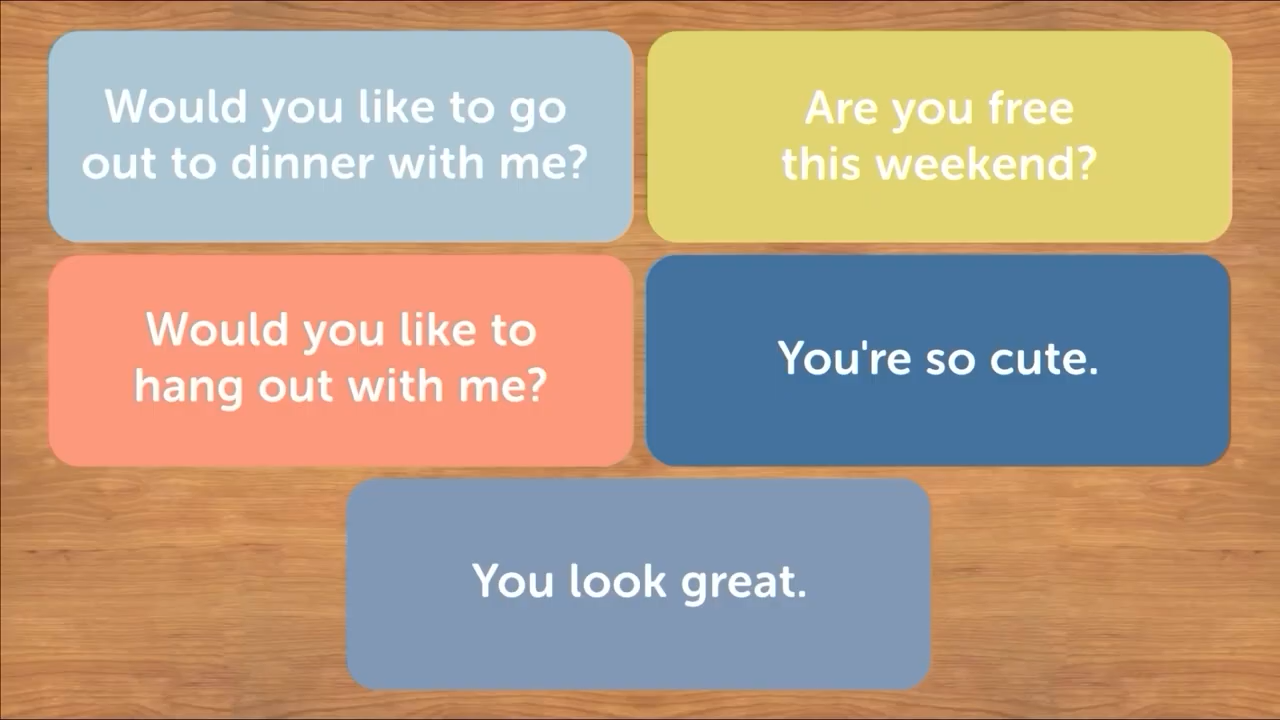 Would you like to go
out to dinner with me?
Are you free
this weekend?
Would you like to
hang out with me?
You're so cute.
You look great.